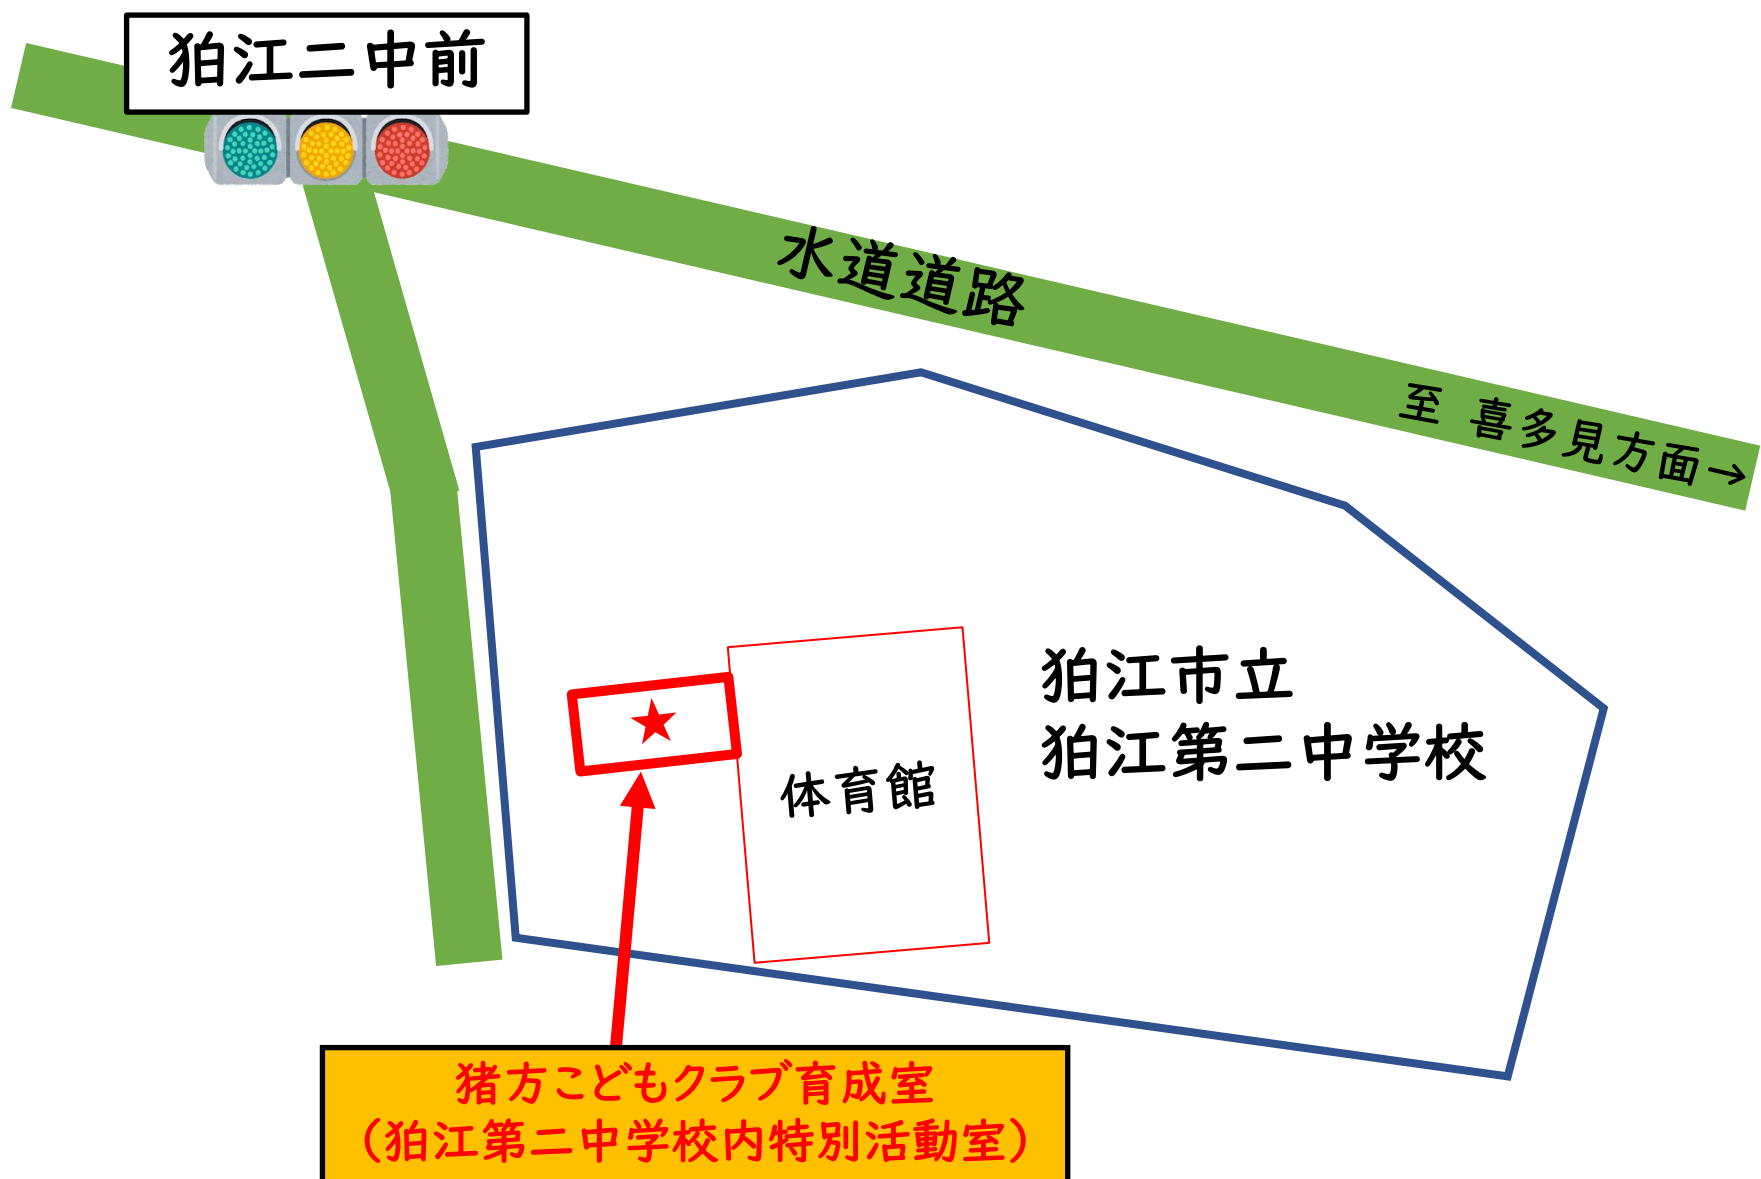 狛江二中前
水道道路
至 喜多見方面→
狛江市立
狛江第二中学校
体育館
★
猪方こどもクラブ育成室
（狛江第二中学校内特別活動室）